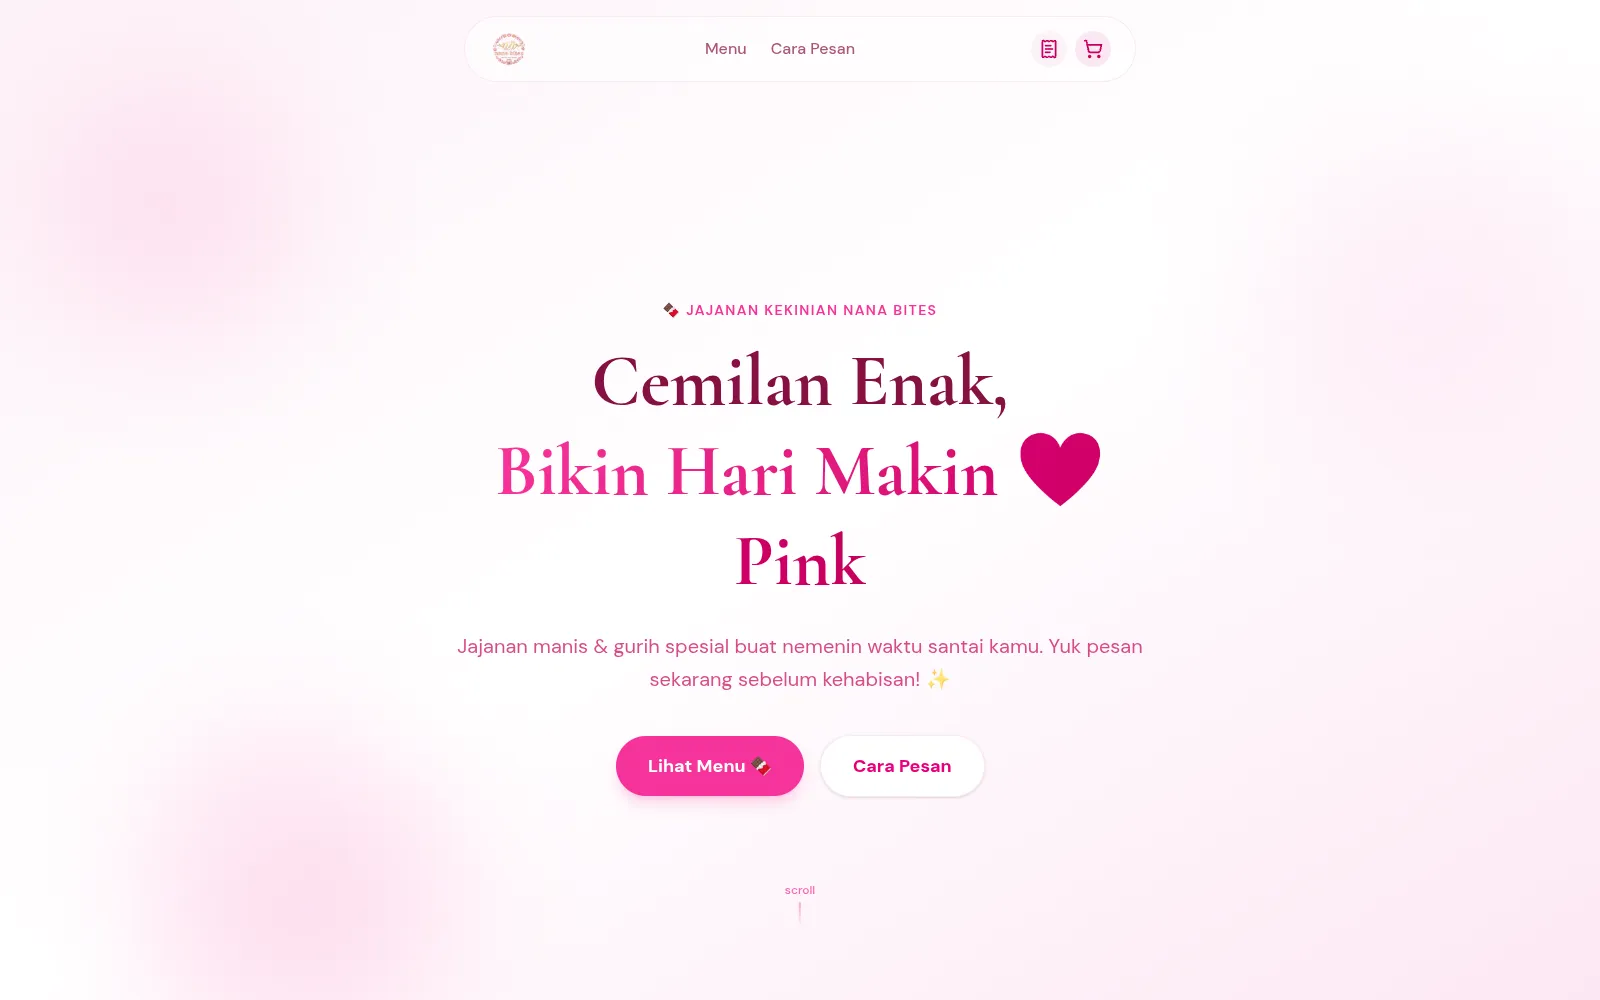 Menu Cara Pesan
🍫 JAJANAN KEKINIAN NANA BITES
Cemilan Enak,
Bikin Hari Makin ♥
Pink
Jajanan manis & gurih spesial buat nemenin waktu santai kamu. Yuk pesan
sekarang sebelum kehabisan! ✨
Lihat Menu 🍫 Cara Pesan
scroll